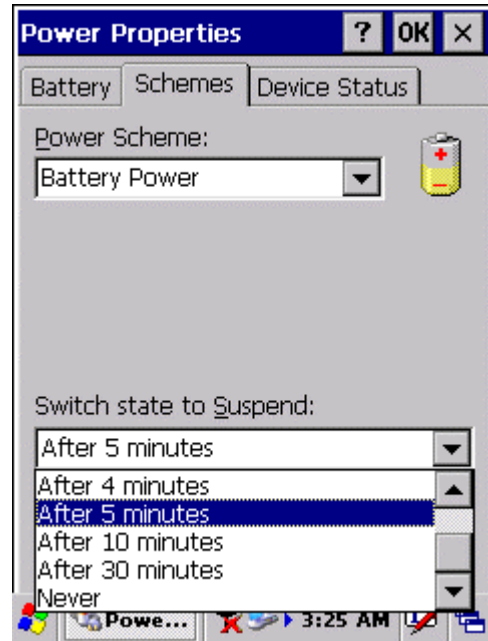 Power Properties ? OK ×
Battery Schemes Device Status
Power Scheme:
Battery Power
Switch state to Suspend:
After 5 minutes
After 4 minutes
After 5 minutes
After 10 minutes
After 30 minutes
Never
Powe... 3:25 AM